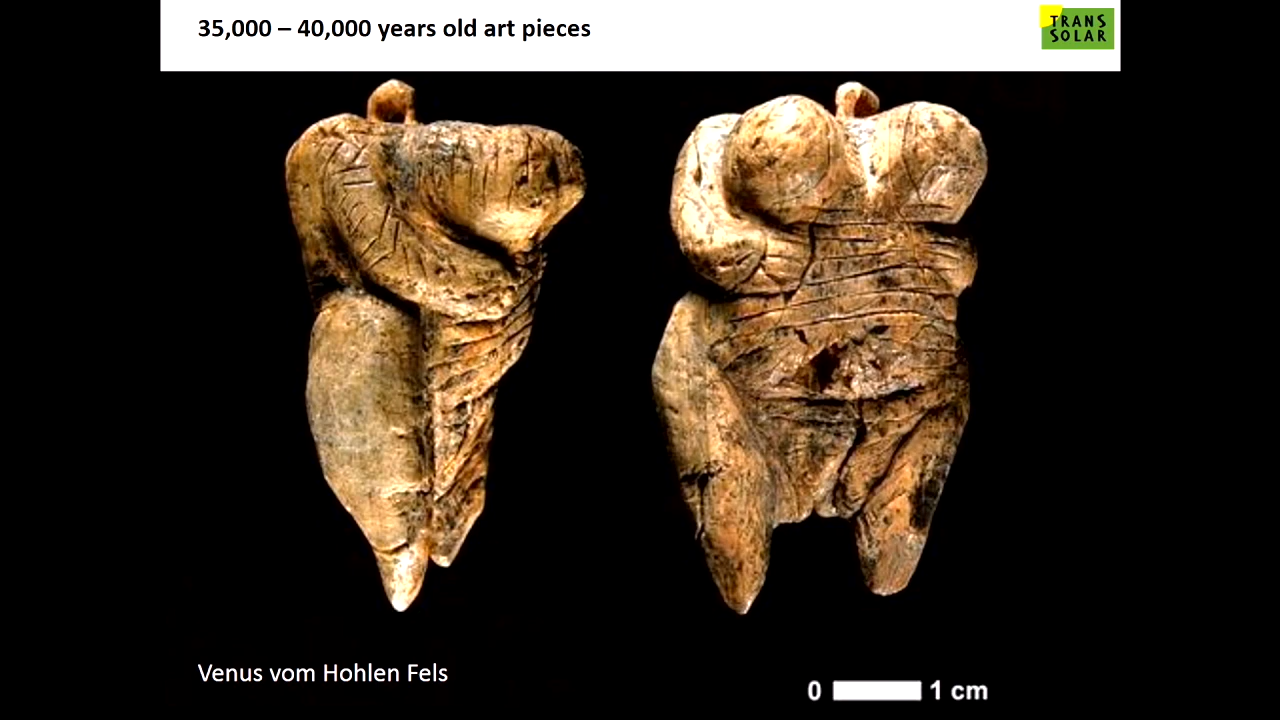 35,000 – 40,000 years old art pieces
TRANS
SOLAR
Venus vom Hohlen Fels
0 1 cm